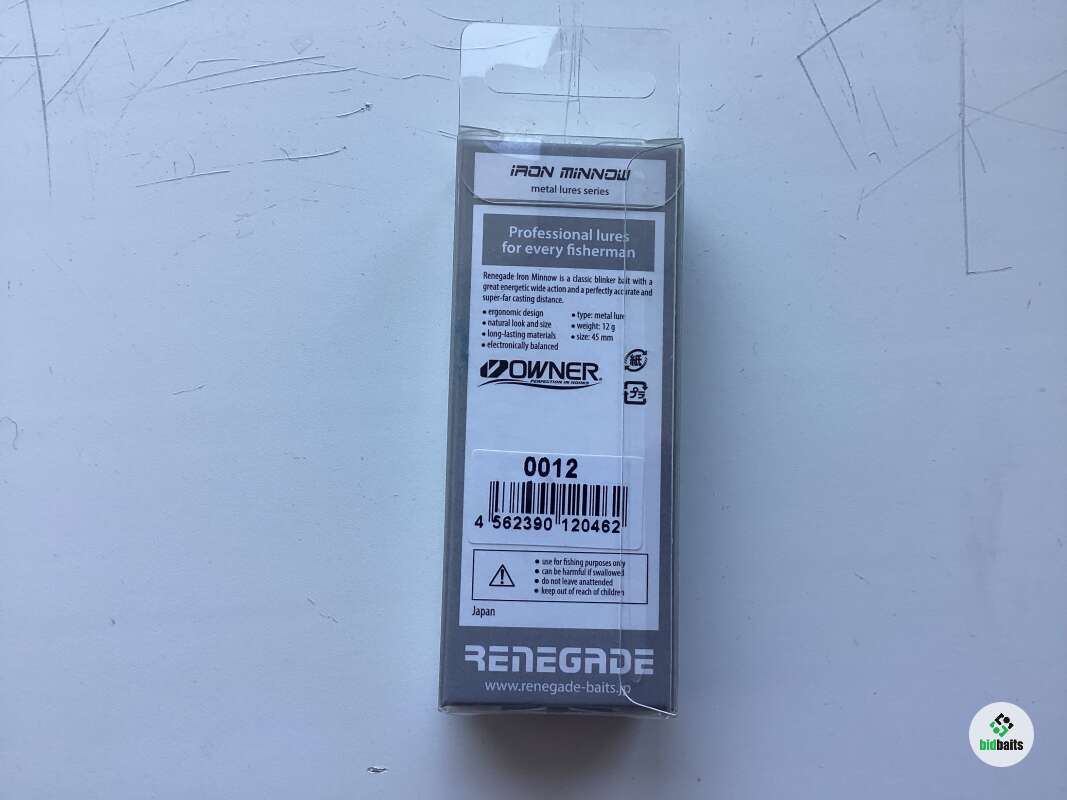 IRON MINNOW
metal lures series
Professional lures
for every fisherman
Renegade Iron Minnow is a classic blinker bait with a
great energetic wide action and a perfectly accurate and
super-far casting distance.
• ergonomic design
• natural look and size
• long-lasting materials
• electronically balanced
• type: metal lure
• weight: 12 g
• size: 45 mm
紙
OWNER
PERFECTION IN HOOKS
プラ
0012
4 562390 120462
• use for fishing purposes only
• can be harmful if swallowed
• do not leave anattended
• keep out of reach of children
Japan
RENEGADE
www.renegade-baits.jp
bidbaits